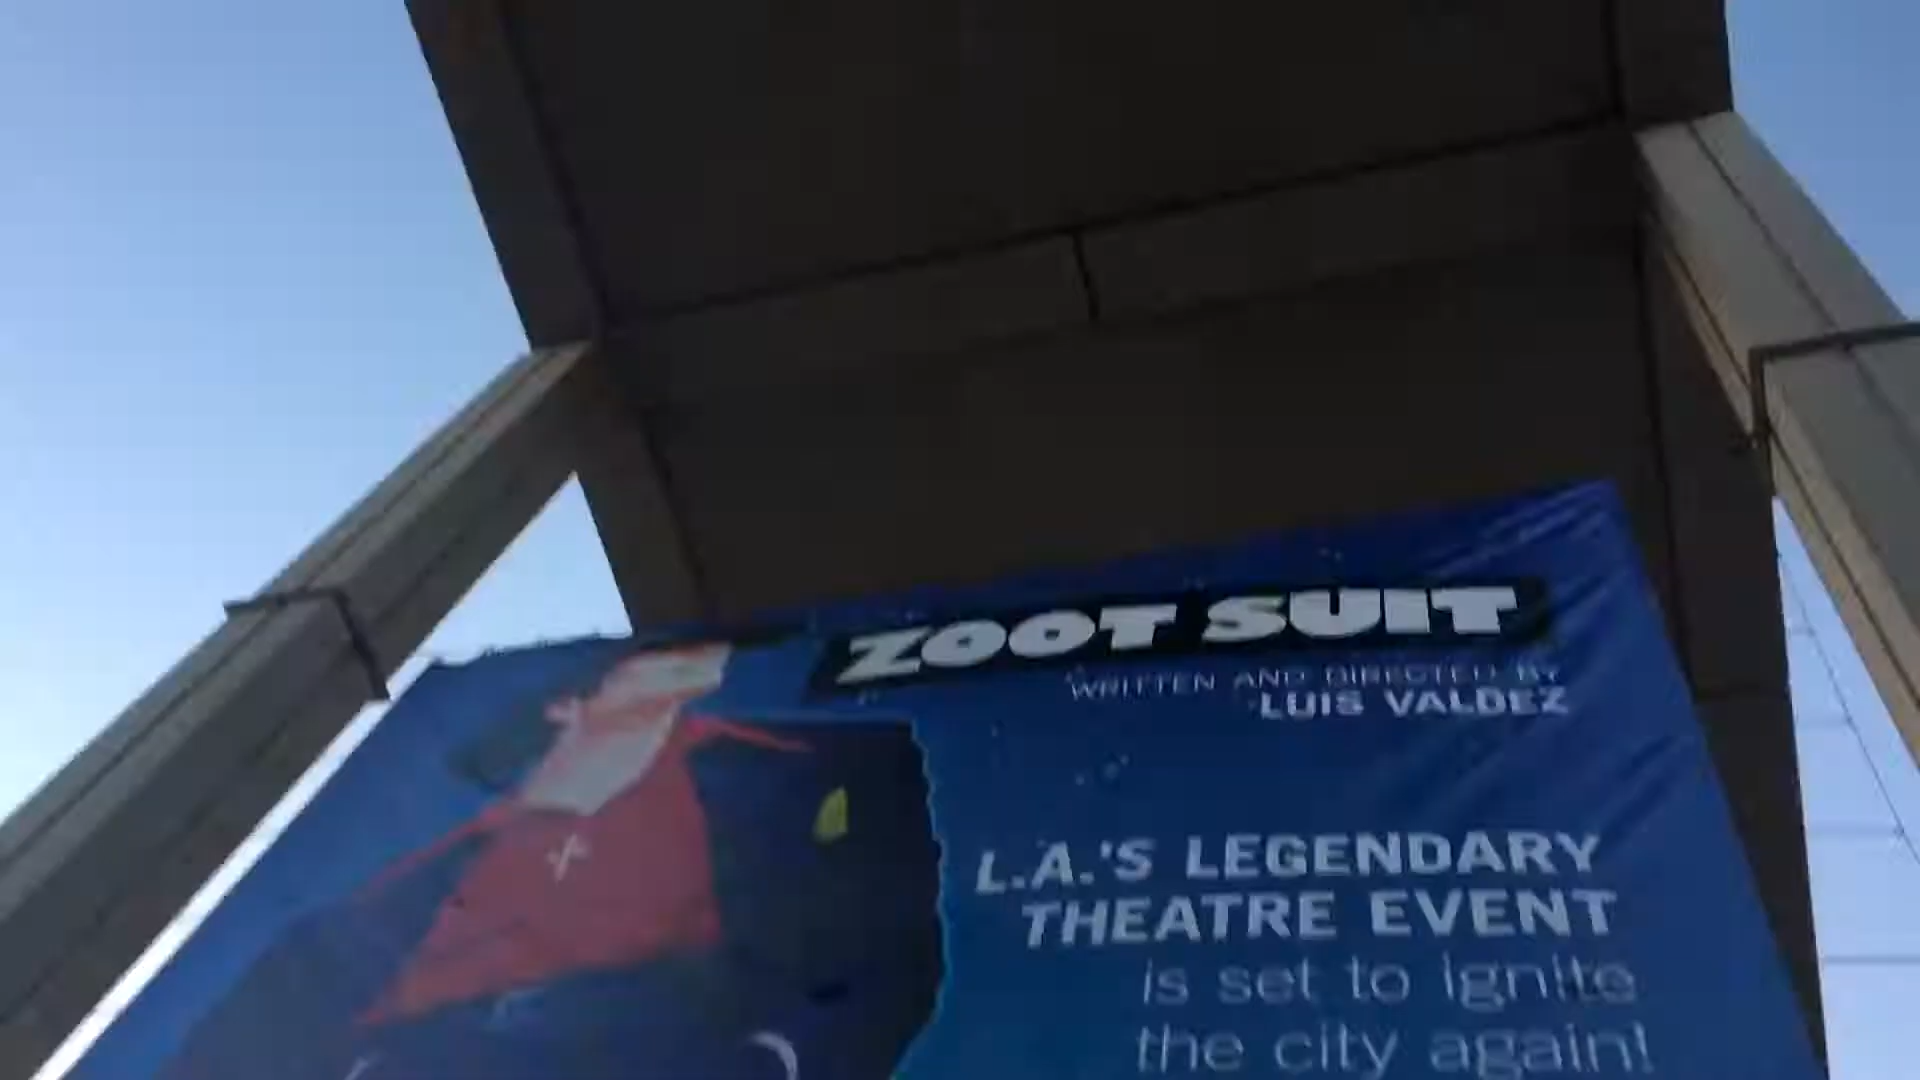 ZOOT SUIT
WRITTEN AND DIRECTED BY
LUIS VALDEZ
L.A.'S LEGENDARY
THEATRE EVENT
is set to ignite
the city again!